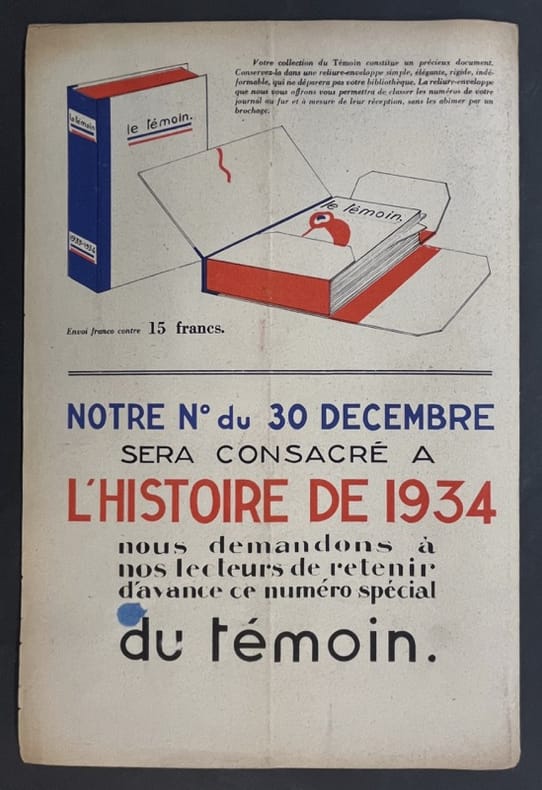 Votre collection du Témoin constitue un précieux document.
Conservez-la dans une reliure-enveloppe simple, élégante, rigide, indé-
formable, qui ne déparera pas votre bibliothèque. La reliure-enveloppe
que nous vous offrons vous permettra de classer les numéros de votre
journal au fur et à mesure de leur réception, sans les abîmer par un
brochage.
le témoin
le témoin.
1933-1934
le témoin.
Envoi franco contre 15 francs.
NOTRE N° du 30 DECEMBRE
SERA CONSACRÉ A
L'HISTOIRE DE 1934
nous demandons à
nos lecteurs de retenir
d'avance ce numéro spécial
du témoin.